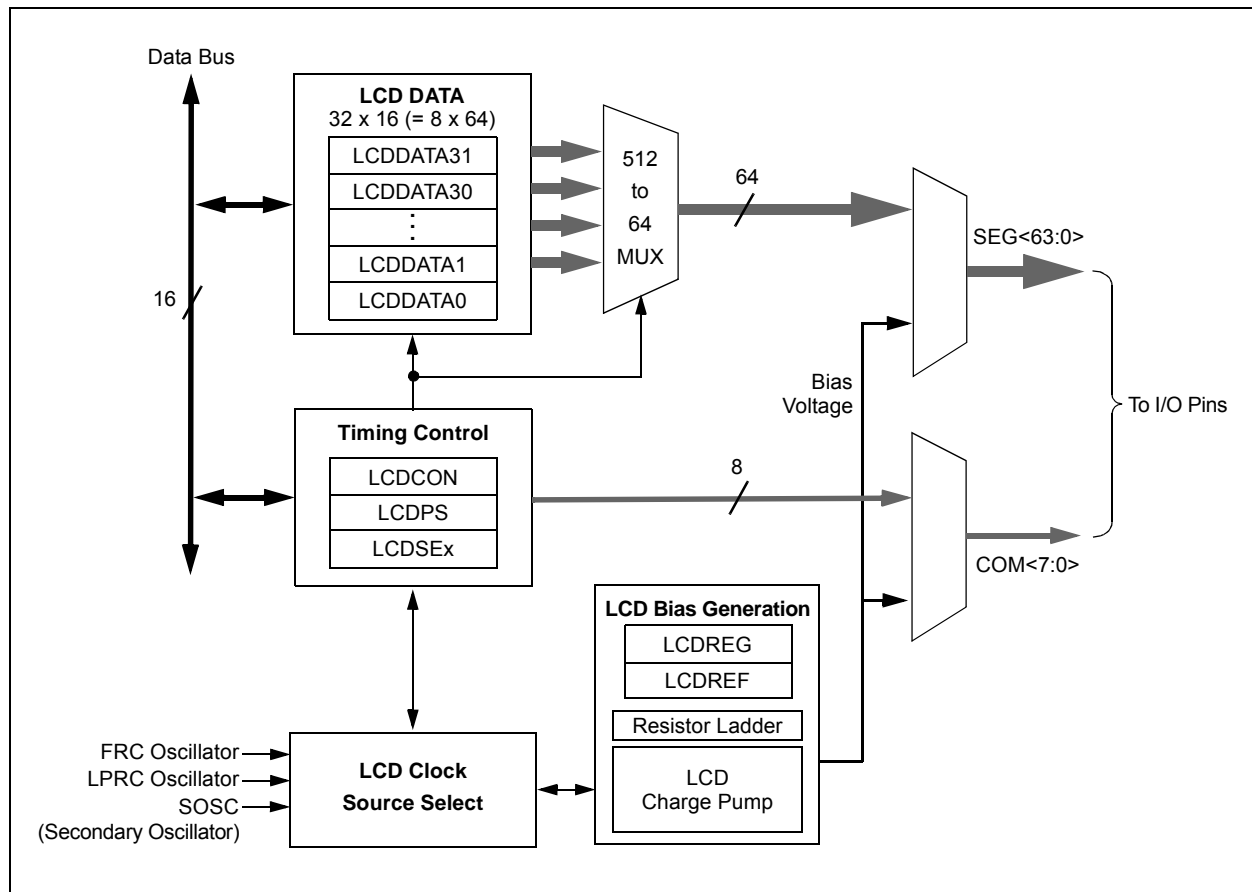 Data Bus
16
LCD DATA
32 x 16 (= 8 x 64)
LCDDATA31
LCDDATA30
LCDDATA1
LCDDATA0
512
to
64
MUX
64
SEG<63:0>
Bias
Voltage
To I/O Pins
Timing Control
LCDCON
LCDPS
LCDSEx
8
COM<7:0>
LCD Bias Generation
LCDREG
LCDREF
Resistor Ladder
LCD
Charge Pump
FRC Oscillator
LPRC Oscillator
SOSC
(Secondary Oscillator)
LCD Clock
Source Select